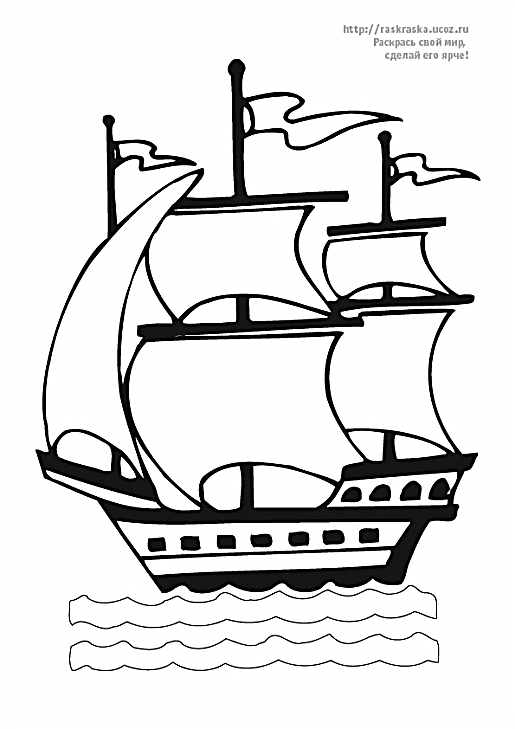 http://raskraska.ucoz.ru
Раскрась свой мир,
сделай его ярче!